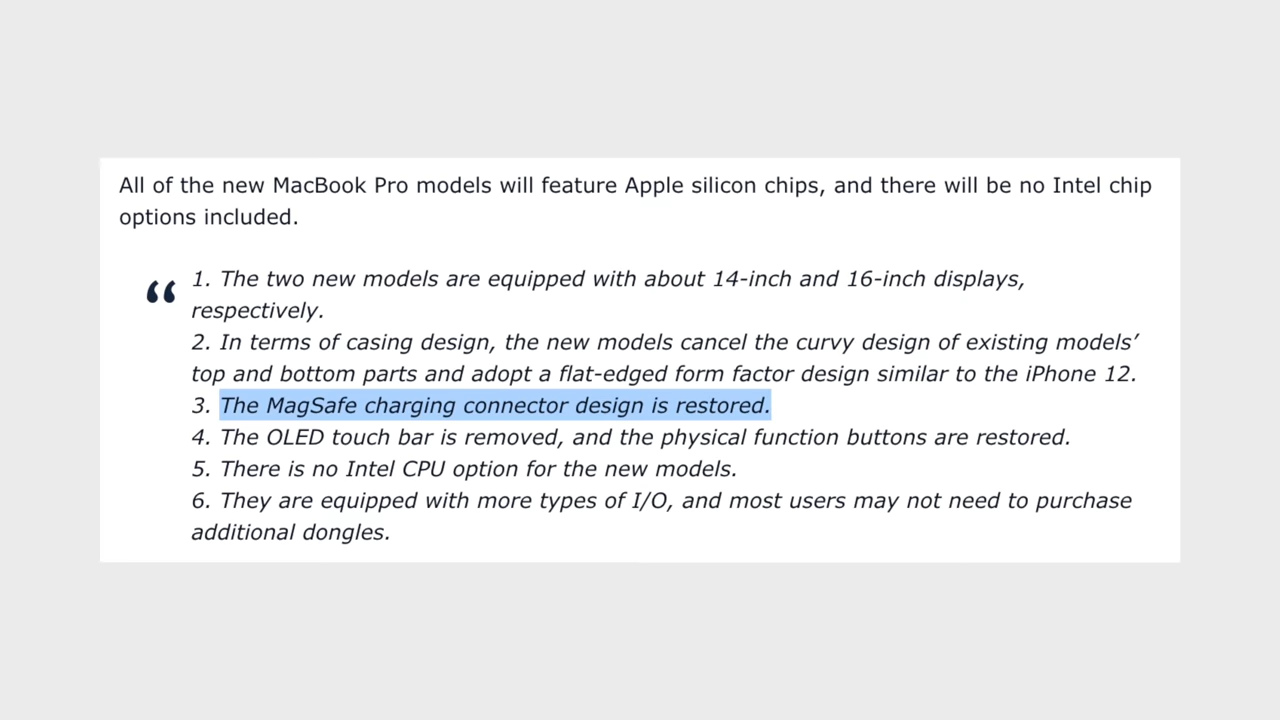 All of the new MacBook Pro models will feature Apple silicon chips, and there will be no Intel chip
options included.
“
1. The two new models are equipped with about 14-inch and 16-inch displays,
respectively.
2. In terms of casing design, the new models cancel the curvy design of existing models’
top and bottom parts and adopt a flat-edged form factor design similar to the iPhone 12.
3. The MagSafe charging connector design is restored.
4. The OLED touch bar is removed, and the physical function buttons are restored.
5. There is no Intel CPU option for the new models.
6. They are equipped with more types of I/O, and most users may not need to purchase
additional dongles.